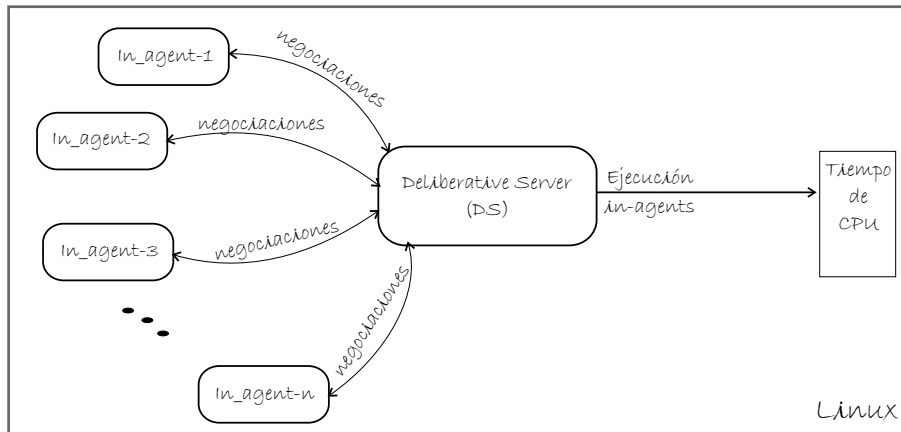 In_agent-1
negociaciones
In_agent-2
negociaciones
Deliberative Server
(DS)
Ejecución
in-agents
Tiempo
de
CPU
In_agent-3
negociaciones
negociaciones
In_agent-n
Linux